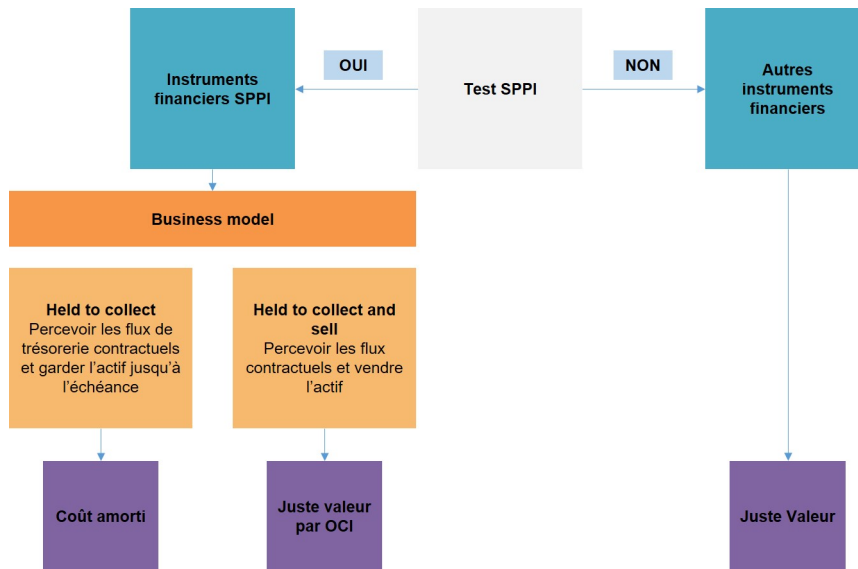 Instruments
financiers SPPI
OUI
Test SPPI
NON
Autres
instruments
financiers
Business model
Held to collect
Percevoir les flux de
trésorerie contractuels
et garder l’actif jusqu’à
l’échéance
Held to collect and
sell
Percevoir les flux
contractuels et vendre
l’actif
Coût amorti
Juste valeur
par OCI
Juste Valeur